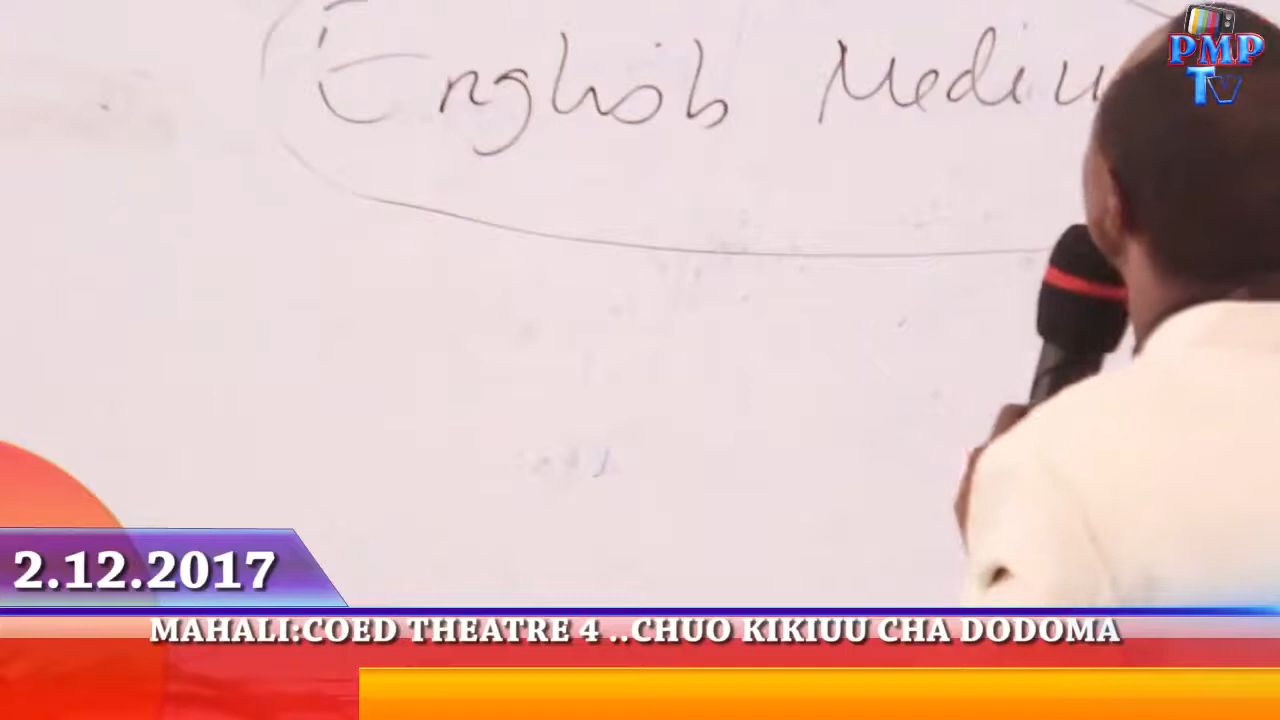 English Mediu
PMP
TV
2.12.2017
MAHALI:COED THEATRE 4 ..CHUO KIKIUU CHA DODOMA